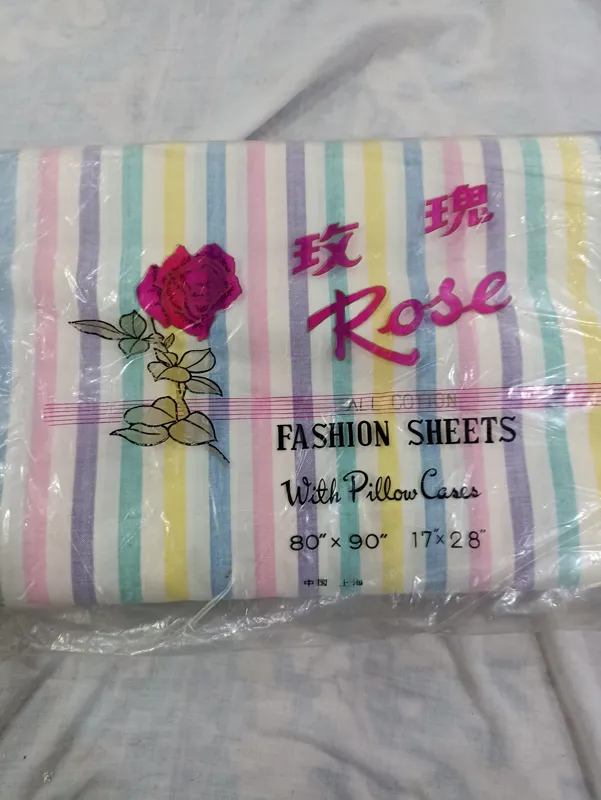 玫瑰
Rose
ALL COTTON
FASHION SHEETS
With Pillow Cases
80"×90" 17"×28"
中国 上海